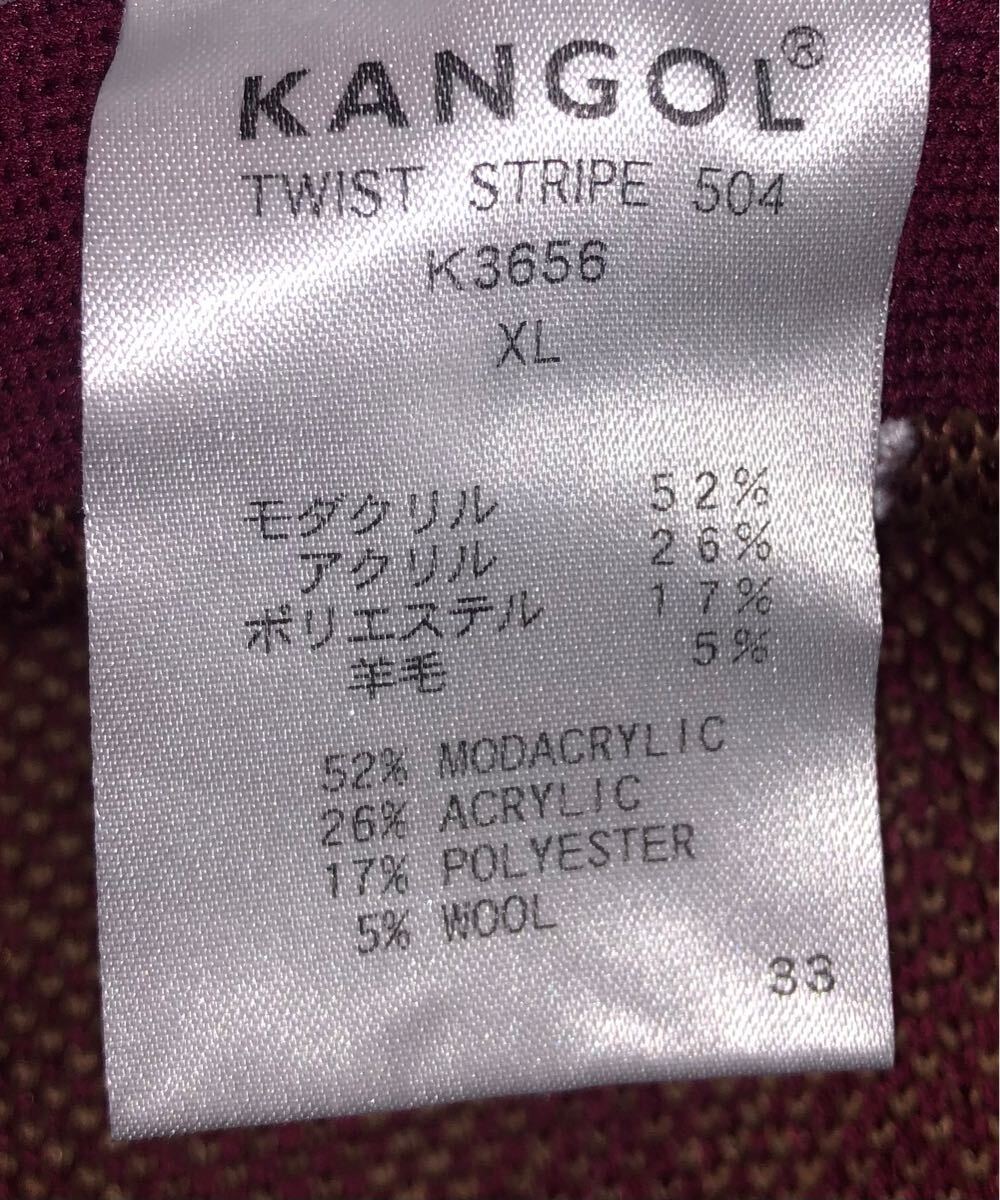 KANGOL®
TWIST STRIPE 504
K3656
XL
モダクリル 52%
アクリル 26%
ポリエステル 17%
羊毛 5%
52% MODACRYLIC
26% ACRYLIC
17% POLYESTER
5% WOOL
33